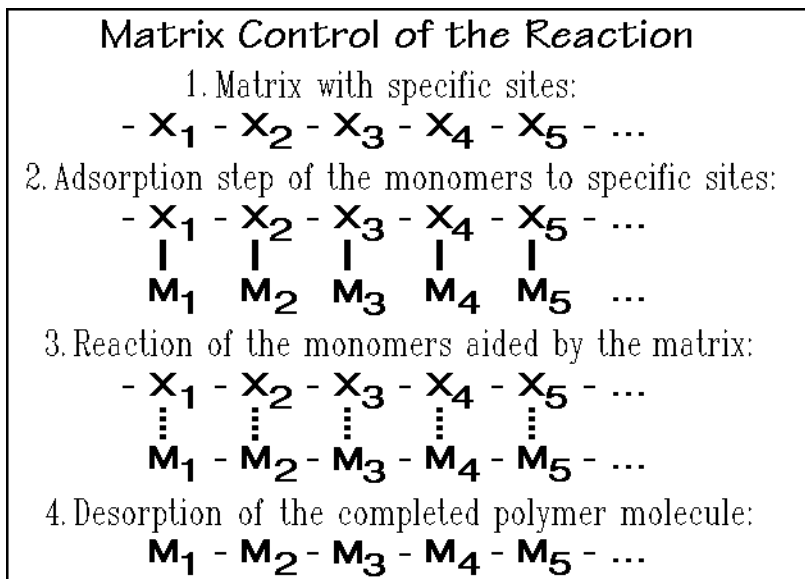 Matrix Control of the Reaction
1. Matrix with specific sites:
- X1 - X2 - X3 - X4 - X5 - ...
2. Adsorption step of the monomers to specific sites:
- X1 - X2 - X3 - X4 - X5 - ...
M1 M2 M3 M4 M5 ...
3. Reaction of the monomers aided by the matrix:
- X1 - X2 - X3 - X4 - X5 - ...
M1 - M2 - M3 - M4 - M5 - ...
4. Desorption of the completed polymer molecule:
M1 - M2 - M3 - M4 - M5 - ...